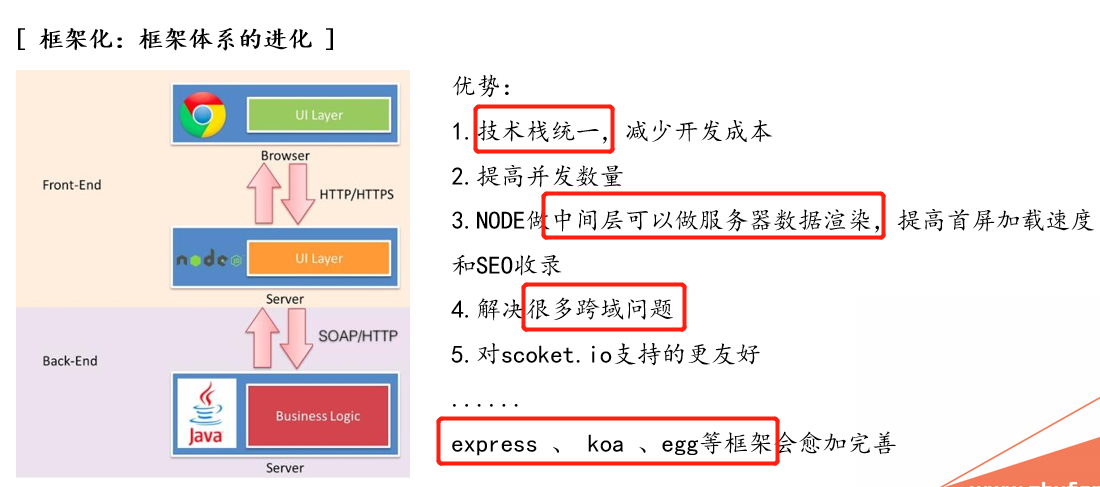 [ 框架化：框架体系的进化 ]
UI Layer
Browser
Front-End
HTTP/HTTPS
node
UI Layer
Server
SOAP/HTTP
Back-End
Java
Business Logic
Server
优势：
1.技术栈统一，减少开发成本
2.提高并发数量
3.NODE做中间层可以做服务器数据渲染，提高首屏加载速度
和SEO收录
4.解决很多跨域问题
5.对scoket.io支持的更友好
......
express 、 koa 、egg等框架会愈加完善